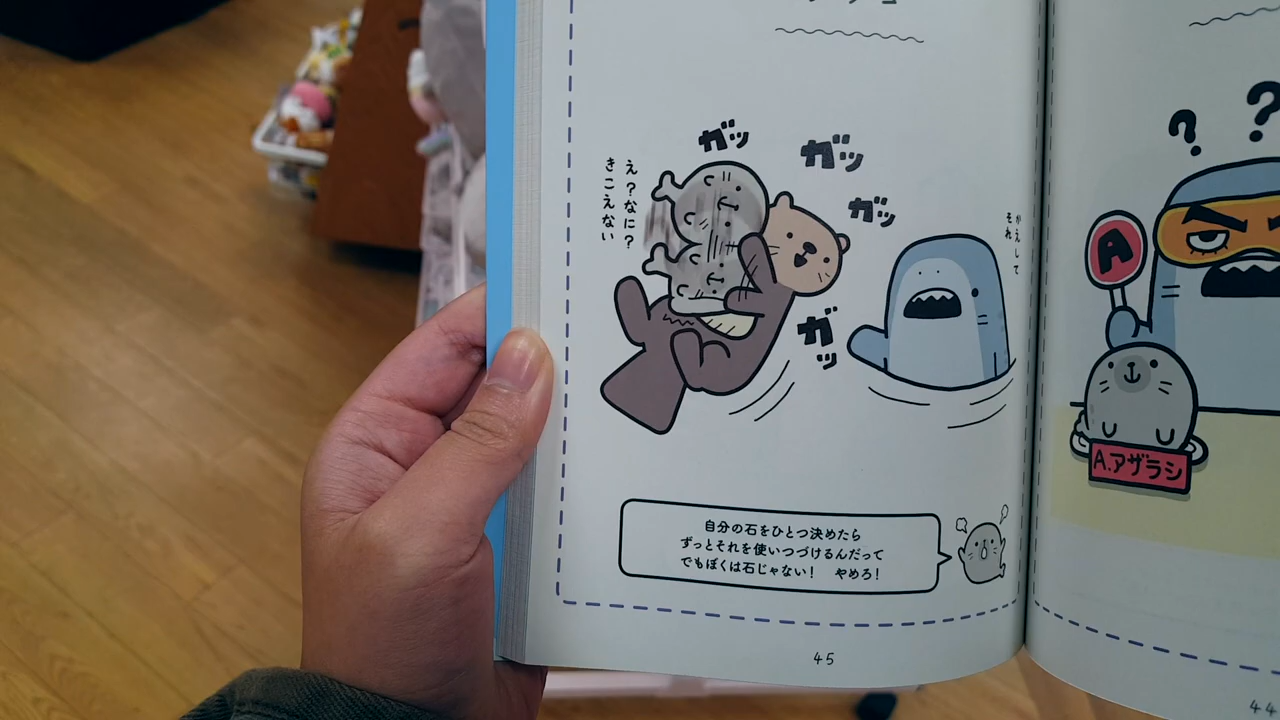 ?
?
A
A.アザラシ
44
ガッ
ガッ
ガッ
ガッ
かえして
それ
え?なに?
きこえない
自分の石をひとつ決めたら
ずっとそれを使いつづけるんだって
でもぼくは石じゃない! やめろ!
45